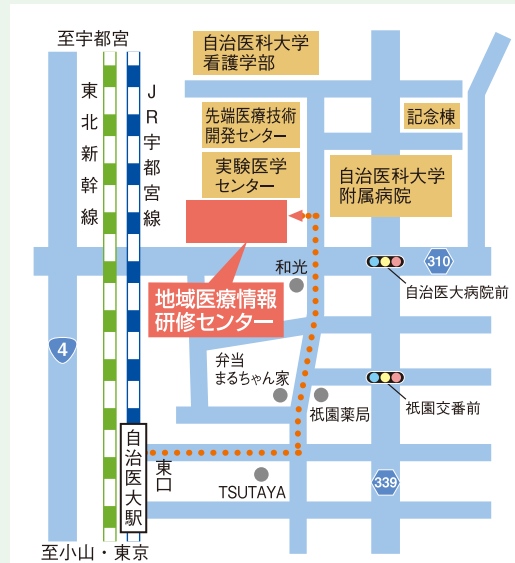 至宇都宮
東北新幹線
JR宇都宮線
自治医科大学
看護学部
先端医療技術
開発センター
記念棟
実験医学
センター
自治医科大学
附属病院
和光
310
自治医大病院前
地域医療情報
研修センター
4
弁当
まるちゃん家
祇園薬局
祇園交番前
自治医大駅
東口
TSUTAYA
339
至小山・東京